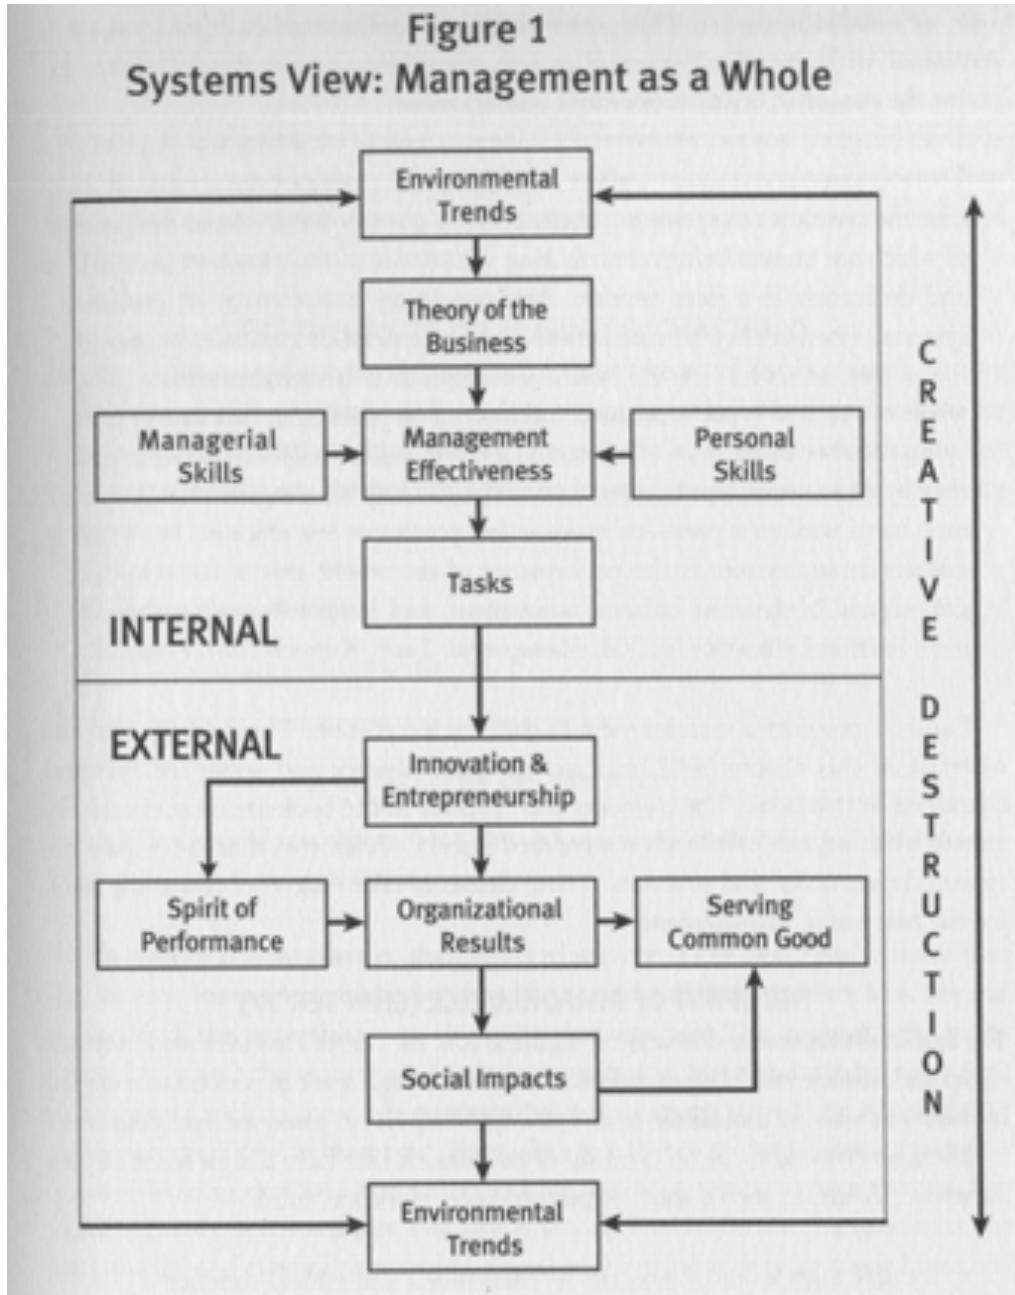 Figure 1
Systems View: Management as a Whole
Environmental
Trends
Theory of the
Business
Managerial
Skills
Management
Effectiveness
Personal
Skills
Tasks
INTERNAL
EXTERNAL
Innovation &
Entrepreneurship
Spirit of
Performance
Organizational
Results
Serving
Common Good
Social Impacts
Environmental
Trends
CREATIVE DESTRUCTION